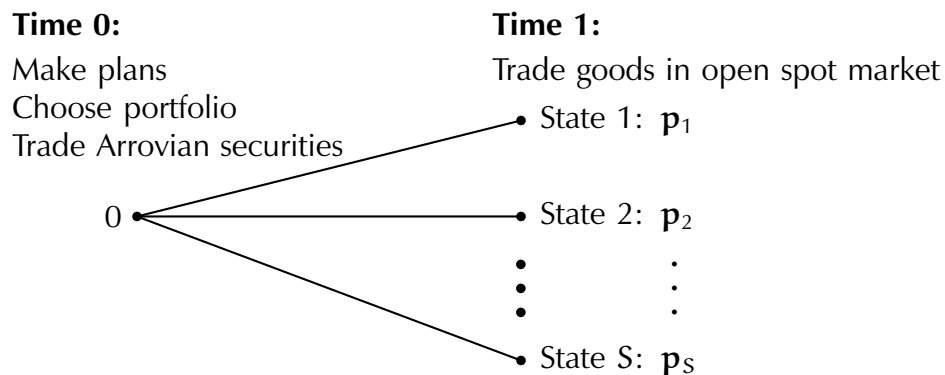 Time 0:
Make plans
Choose portfolio
Trade Arrovian securities
Time 1:
Trade goods in open spot market
0
State 1: p₁
State 2: p₂
State S: p_S